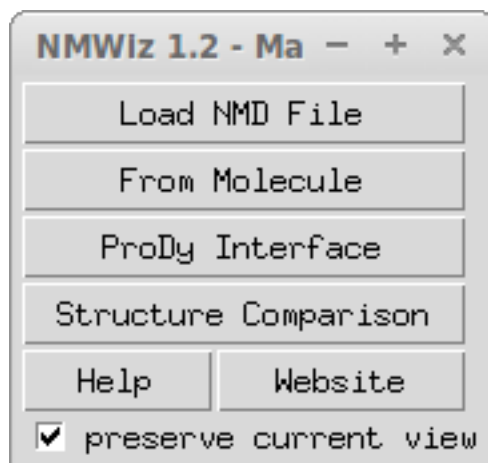 NMWiz 1.2 - Ma
Load NMD File
From Molecule
ProDy Interface
Structure Comparison
Help Website
preserve current view